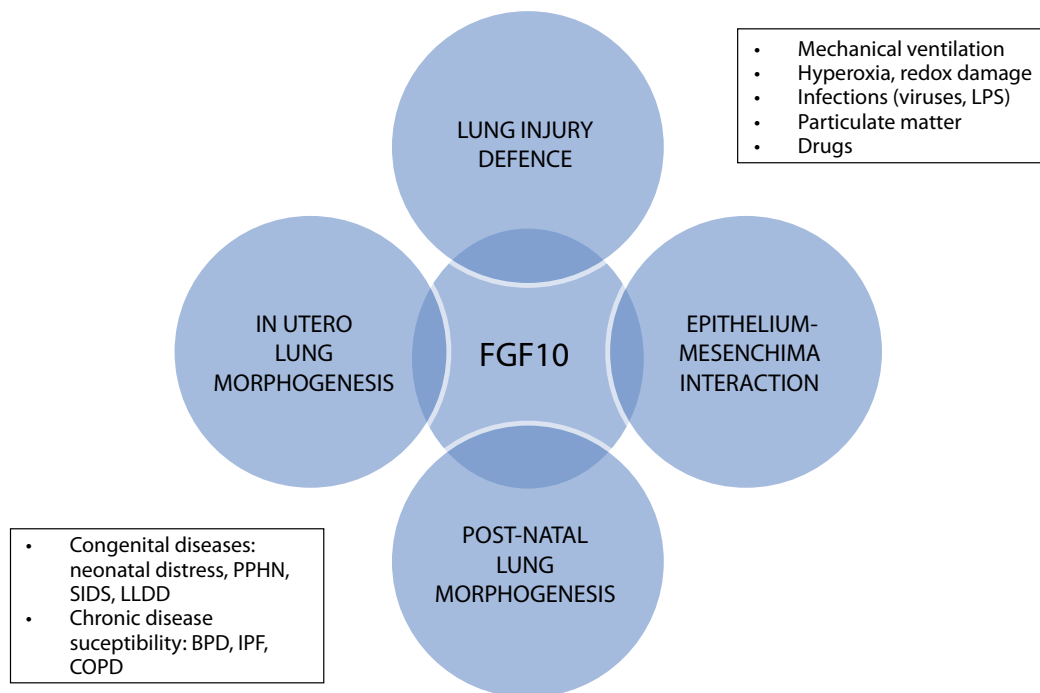 • Mechanical ventilation
• Hyperoxia, redox damage
• Infections (viruses, LPS)
• Particulate matter
• Drugs
LUNG INJURY
DEFENCE
IN UTERO
LUNG
MORPHOGENESIS
FGF10
EPITHELIUM-
MESENCHIMA
INTERACTION
POST-NATAL
LUNG
MORPHOGENESIS
• Congenital diseases:
neonatal distress, PPHN,
SIDS, LLDD
• Chronic disease
suceptibility: BPD, IPF,
COPD